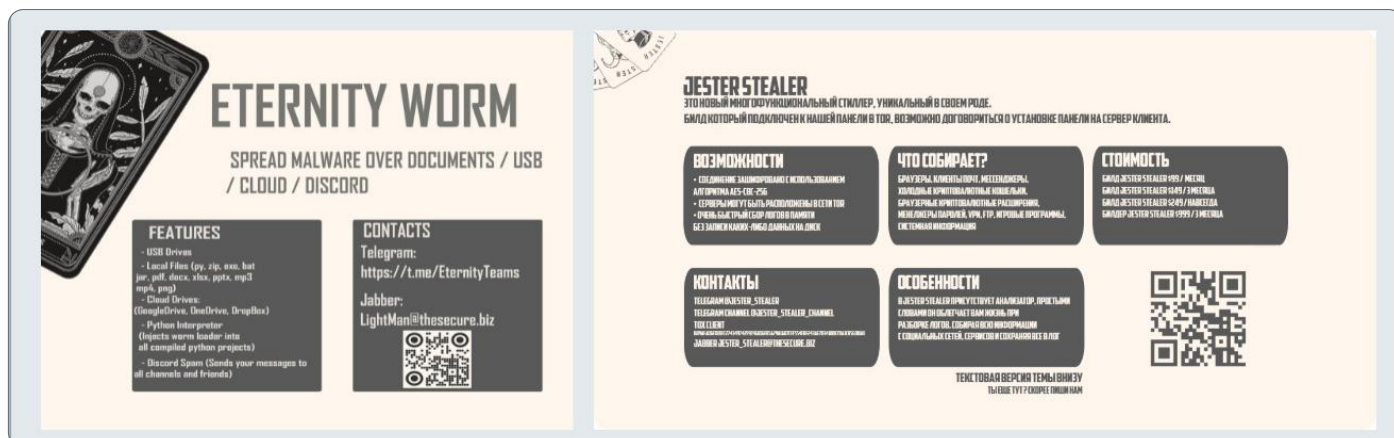 ETERNITY WORM
SPREAD MALWARE OVER DOCUMENTS / USB
/ CLOUD / DISCORD
FEATURES
- USB Drives
- Local Files (py, zip, exe, bat
jar, pdf, docx, xlsx, pptx, mp3
mp4, png)
- Cloud Drives:
(GoogleDrive, OneDrive, DropBox)
- Python Interpreter
(Injects worm loader into
all compiled python projects)
- Discord Spam (Sends your messages to
all channels and friends)
CONTACTS
Telegram:
https://t.me/EternityTeams
Jabber:
LightMan@thesecure.biz
JESTER
JESTER STEALER
ЭТО НОВЫЙ МНОГОФУНКЦИОНАЛЬНЫЙ СТИЛЛЕР, УНИКАЛЬНЫЙ В СВОЕМ РОДЕ.
БИЛД КОТОРЫЙ ПОДКЛЮЧЕН К НАШЕЙ ПАНЕЛИ В TOR, ВОЗМОЖНО ДОГОВОРИТЬСЯ О УСТАНОВКЕ ПАНЕЛИ НА СЕРВЕР КЛИЕНТА.
ВОЗМОЖНОСТИ
• СОЕДИНЕНИЕ ЗАШИФРОВАНО С ИСПОЛЬЗОВАНИЕМ
АЛГОРИТМА AES-CBC-256
• СЕРВЕРЫ МОГУТ БЫТЬ РАСПОЛОЖЕНЫ В СЕТИ TOR
• ОЧЕНЬ БЫСТРЫЙ СБОР ЛОГОВ В ПАМЯТИ
БЕЗ ЗАПИСИ КАКИХ-ЛИБО ДАННЫХ НА ДИСК
ЧТО СОБИРАЕТ?
БРАУЗЕРЫ, КЛИЕНТЫ ПОЧТ, МЕССЕНДЖЕРЫ,
ХОЛОДНЫЕ КРИПТОВАЛЮТНЫЕ КОШЕЛЬКИ,
БРАУЗЕРНЫЕ КРИПТОВАЛЮТНЫЕ РАСШИРЕНИЯ,
МЕНЕДЖЕРЫ ПАРОЛЕЙ, VPN, FTP, ИГРОВЫЕ ПРОГРАММЫ,
СИСТЕМНАЯ ИНФОРМАЦИЯ
СТОИМОСТЬ
БИЛД JESTER STEALER $99 / МЕСЯЦ
БИЛД JESTER STEALER $149 / 3 МЕСЯЦА
БИЛД JESTER STEALER $249 / НАВСЕГДА
БИЛДЕР JESTER STEALER $999 / 3 МЕСЯЦА
КОНТАКТЫ
TELEGRAM @JESTER_STEALER
TELEGRAM CHANNEL @JESTER_STEALER_CHANNEL
TOX CLIENT
JABBER JESTER_STEALER@THESECURE.BIZ
ОСОБЕННОСТИ
В JESTER STEALER ПРИСУТСТВУЕТ АНАЛИЗАТОР, ПРОСТЫМИ
СЛОВАМИ ОН ОБЛЕГЧАЕТ ВАМ ЖИЗНЬ ПРИ
РАЗБОРКЕ ЛОГОВ, СОБИРАЯ ВСЮ ИНФОРМАЦИЮ
С СОЦИАЛЬНЫХ СЕТЕЙ, СЕРВИСОВ И СОХРАНЯЯ ВСЕ В ЛОГ
ТЕКСТОВАЯ ВЕРСИЯ ТЕМЫ ВНИЗУ
ТЫ ЕЩЕ ТУТ? СКОРЕЕ ПИШИ НАМ